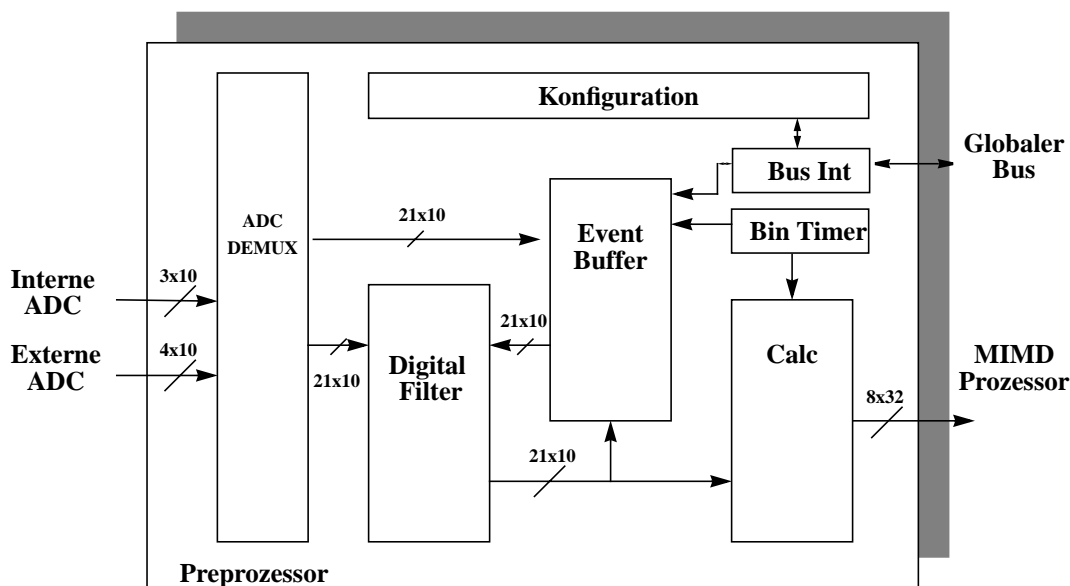 Konfiguration
Globaler
Bus
Bus Int
ADC
DEMUX
21x10
Event
Buffer
Bin Timer
Interne
ADC
3x10
Externe
ADC
4x10
21x10
Digital
Filter
21x10
Calc
MIMD
Prozessor
8x32
21x10
Preprozessor